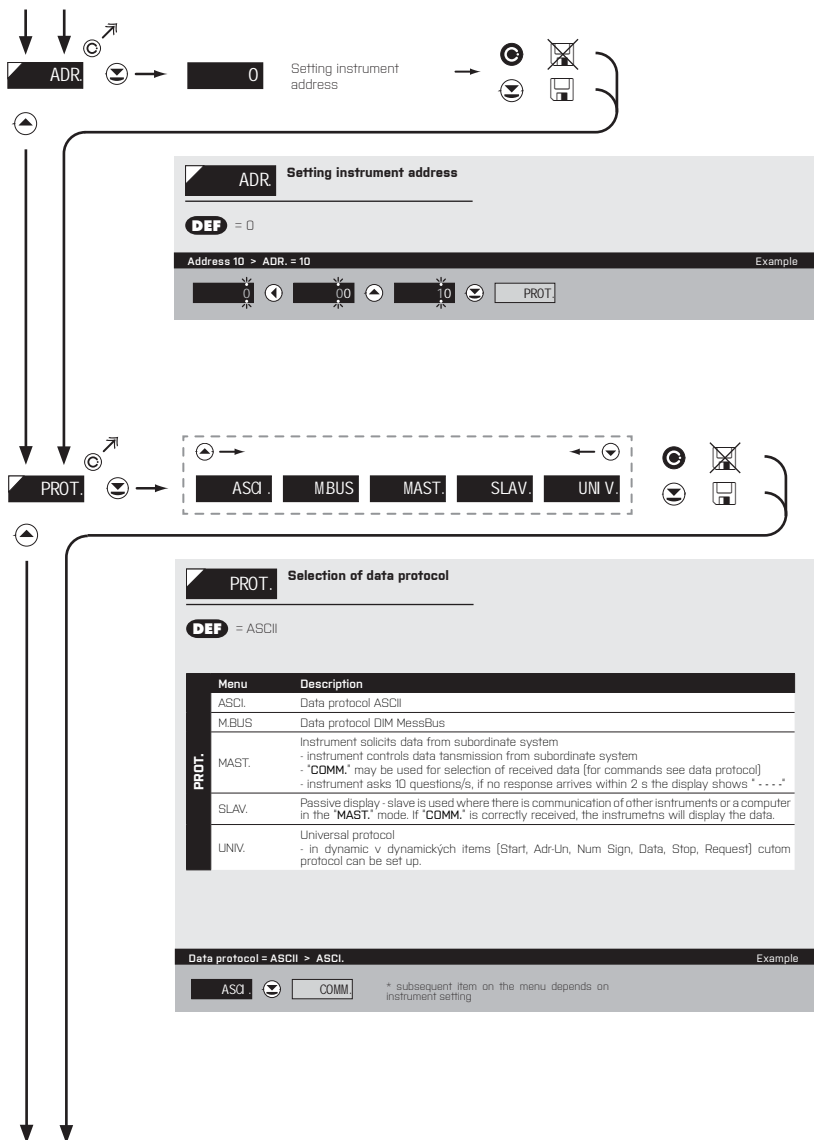 ADR.
0
Setting instrument
address
ADR.
Setting instrument address
DEF = 0
Address 10 > ADR. = 10
Example
0 00 10 PROT.
PROT.
ASCI. M.BUS MAST. SLAV. UNIV.
PROT.
Selection of data protocol
DEF = ASCII
PROT.
Menu Description
ASCI. Data protocol ASCII
M.BUS Data protocol DIM MessBus
MAST. Instrument solicits data from subordinate system
- instrument controls data tansmission from subordinate system
- "COMM." may be used for selection of received data (for commands see data protocol)
- instrument asks 10 questions/s, if no response arrives within 2 s the display shows " - - - - "
SLAV. Passive display - slave is used where there is communication of other isntruments or a computer
in the "MAST." mode. If "COMM." is correctly received, the instrumetns will display the data.
UNIV. Universal protocol
- in dynamic v dynamických items (Start, Adr-Un, Num Sign, Data, Stop, Request) cutom
protocol can be set up.
Data protocol = ASCII > ASCI.
Example
ASCI. COMM.
* subsequent item on the menu depends on
instrument setting